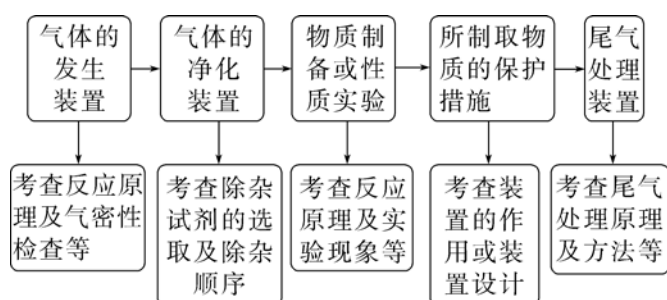 气体的
发生
装置
气体的
净化
装置
物质制
备或性
质实验
所制取物
质的保护
措施
尾气
处理
装置
考查反应原
理及气密性
检查等
考查除杂
试剂的选
取及除杂
顺序
考查反应
原理及实
验现象等
考查装
置的作
用或装
置设计
考查尾气
处理原理
及方法等